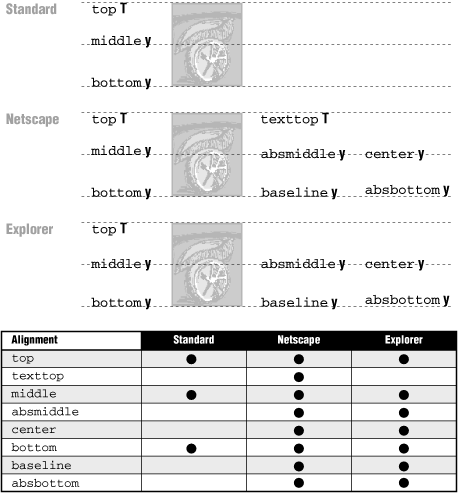 Standard top T
middle y
bottom y
Netscape top T texttop T
middle y absmiddle y center y
bottom y baseline y absbottom y
Explorer top T
middle y absmiddle y center y
bottom y baseline y absbottom y
Alignment Standard Netscape Explorer
top ● ● ●
texttop ●
middle ● ● ●
absmiddle ● ●
center ● ●
bottom ● ● ●
baseline ● ●
absbottom ● ●